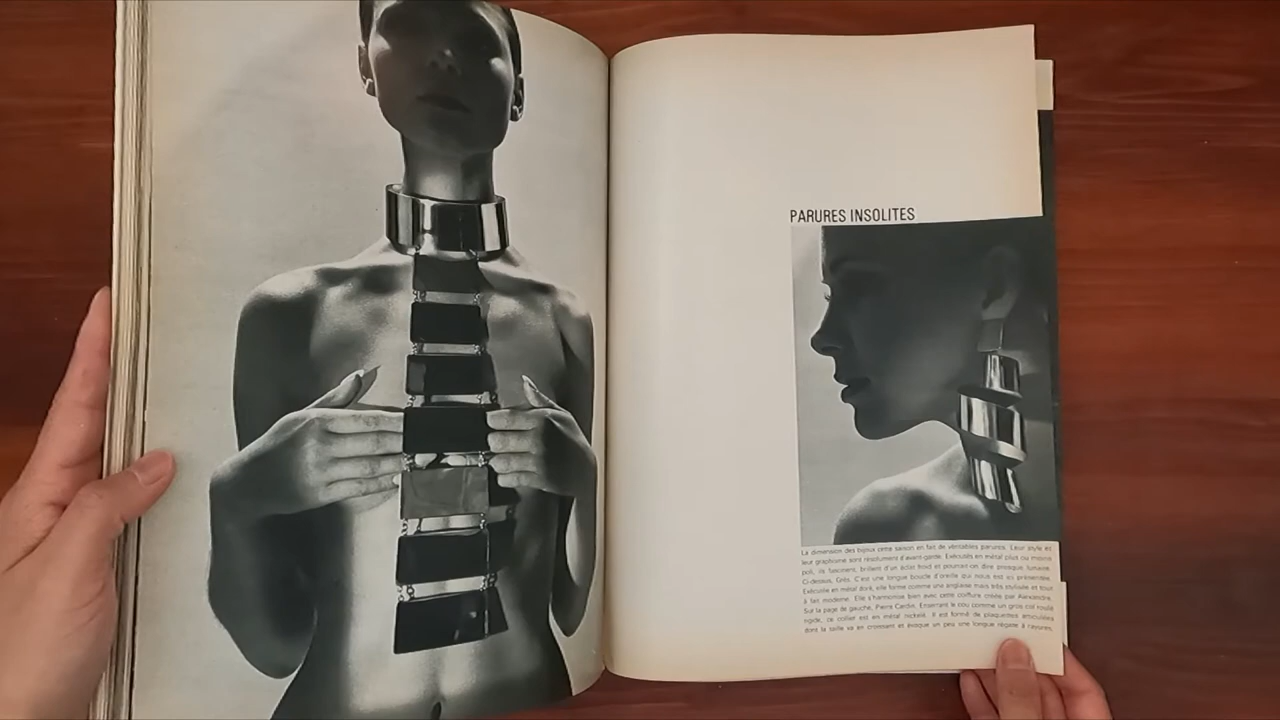 PARURES INSOLITES
La dimension des bijoux cette saison en fait de véritables parures. Leur style et
leur graphisme sont résolument d'avant-garde. Exécutés en métal plus ou moins
poli, ils fascinent, brillent d'un éclat froid et pourrait-on dire presque lunaire.
Ci-dessus, Grès. C'est une longue boucle d'oreille qui nous est ici présentée.
Exécutée en métal doré, elle forme comme une anglaise mais très stylisée et tout
à fait moderne. Elle s'harmonise bien avec cette coiffure créée par Alexandre.
Sur la page de gauche, Pierre Cardin. Enserrant le cou comme un gros col roulé
rigide, ce collier est en métal nickelé. Il est formé de plaquettes articulées
dont la taille va en croissant et évoque un peu une longue régate à rayures.